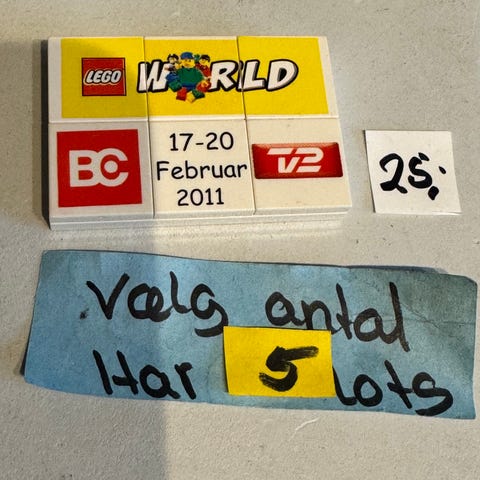 LEGO WORLD
BC
17-20
Februar
2011
TV2
25,-
Vælg antal
Har 5 lots